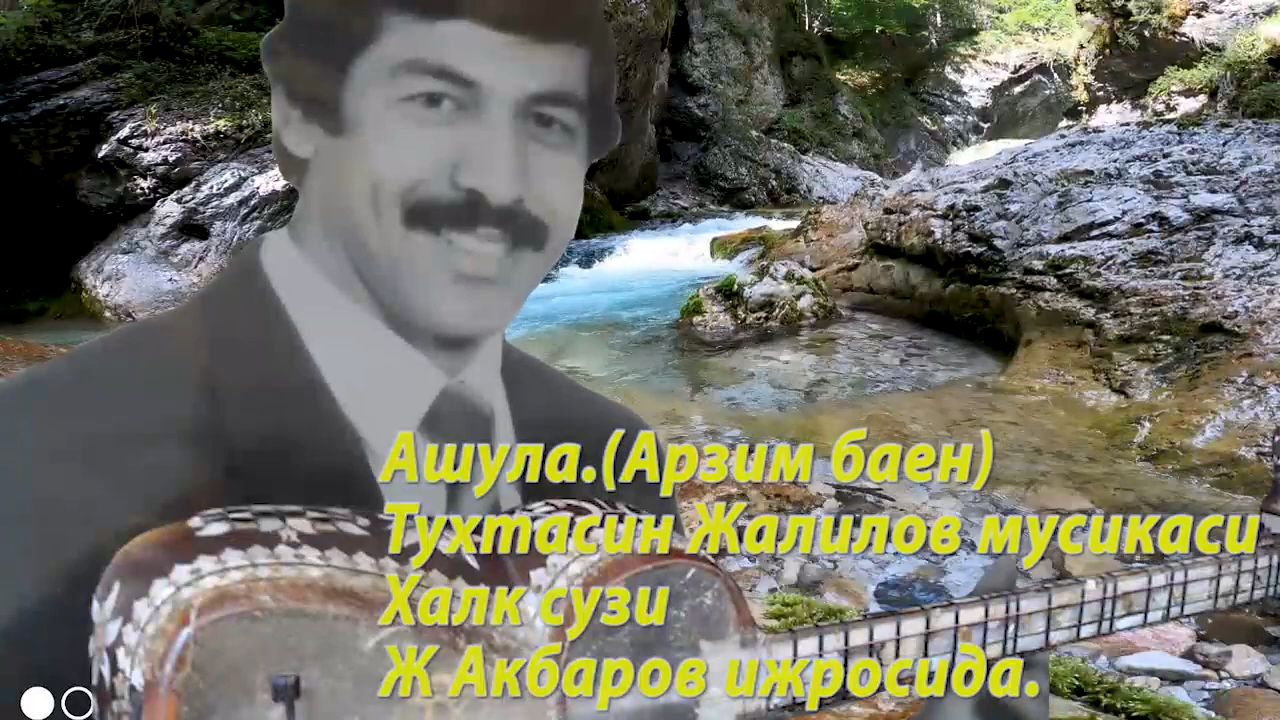 Ашула.(Арзим баен)
Тухтасин Жалилов мусикаси
Халк сузи
Ж Акбаров ижросида.